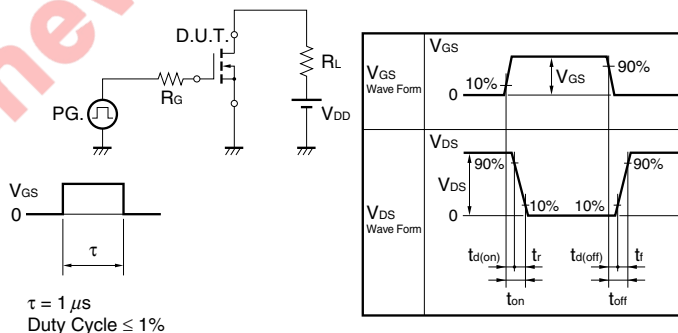 ne
D.U.T.
RL
RG
PG.
VDD
VGS
0
τ
τ = 1 μs
Duty Cycle ≤ 1%
VGS
Wave Form
VGS
10%
VGS
90%
0
VDS
Wave Form
VDS
90%
VDS
10%
10%
90%
0
td(on)
tr
td(off)
tf
ton
toff